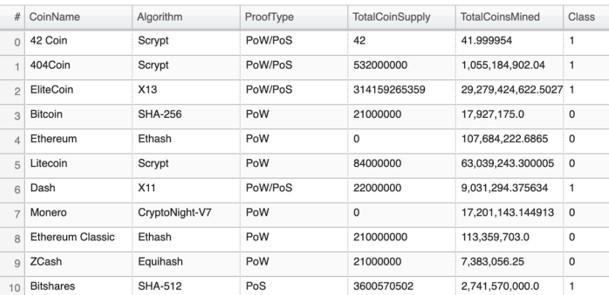 # CoinName Algorithm ProofType TotalCoinSupply TotalCoinsMined Class
0 42 Coin Scrypt PoW/PoS 42 41.999954 1
1 404Coin Scrypt PoW/PoS 532000000 1,055,184,902.04 1
2 EliteCoin X13 PoW/PoS 314159265359 29,279,424,622.5027 1
3 Bitcoin SHA-256 PoW 21000000 17,927,175.0 0
4 Ethereum Ethash PoW 0 107,684,222.6865 0
5 Litecoin Scrypt PoW 84000000 63,039,243.300005 0
6 Dash X11 PoW/PoS 22000000 9,031,294.375634 1
7 Monero CryptoNight-V7 PoW 0 17,201,143.144913 0
8 Ethereum Classic Ethash PoW 210000000 113,359,703.0 0
9 ZCash Equihash PoW 21000000 7,383,056.25 0
10 Bitshares SHA-512 PoS 3600570502 2,741,570,000.0 1